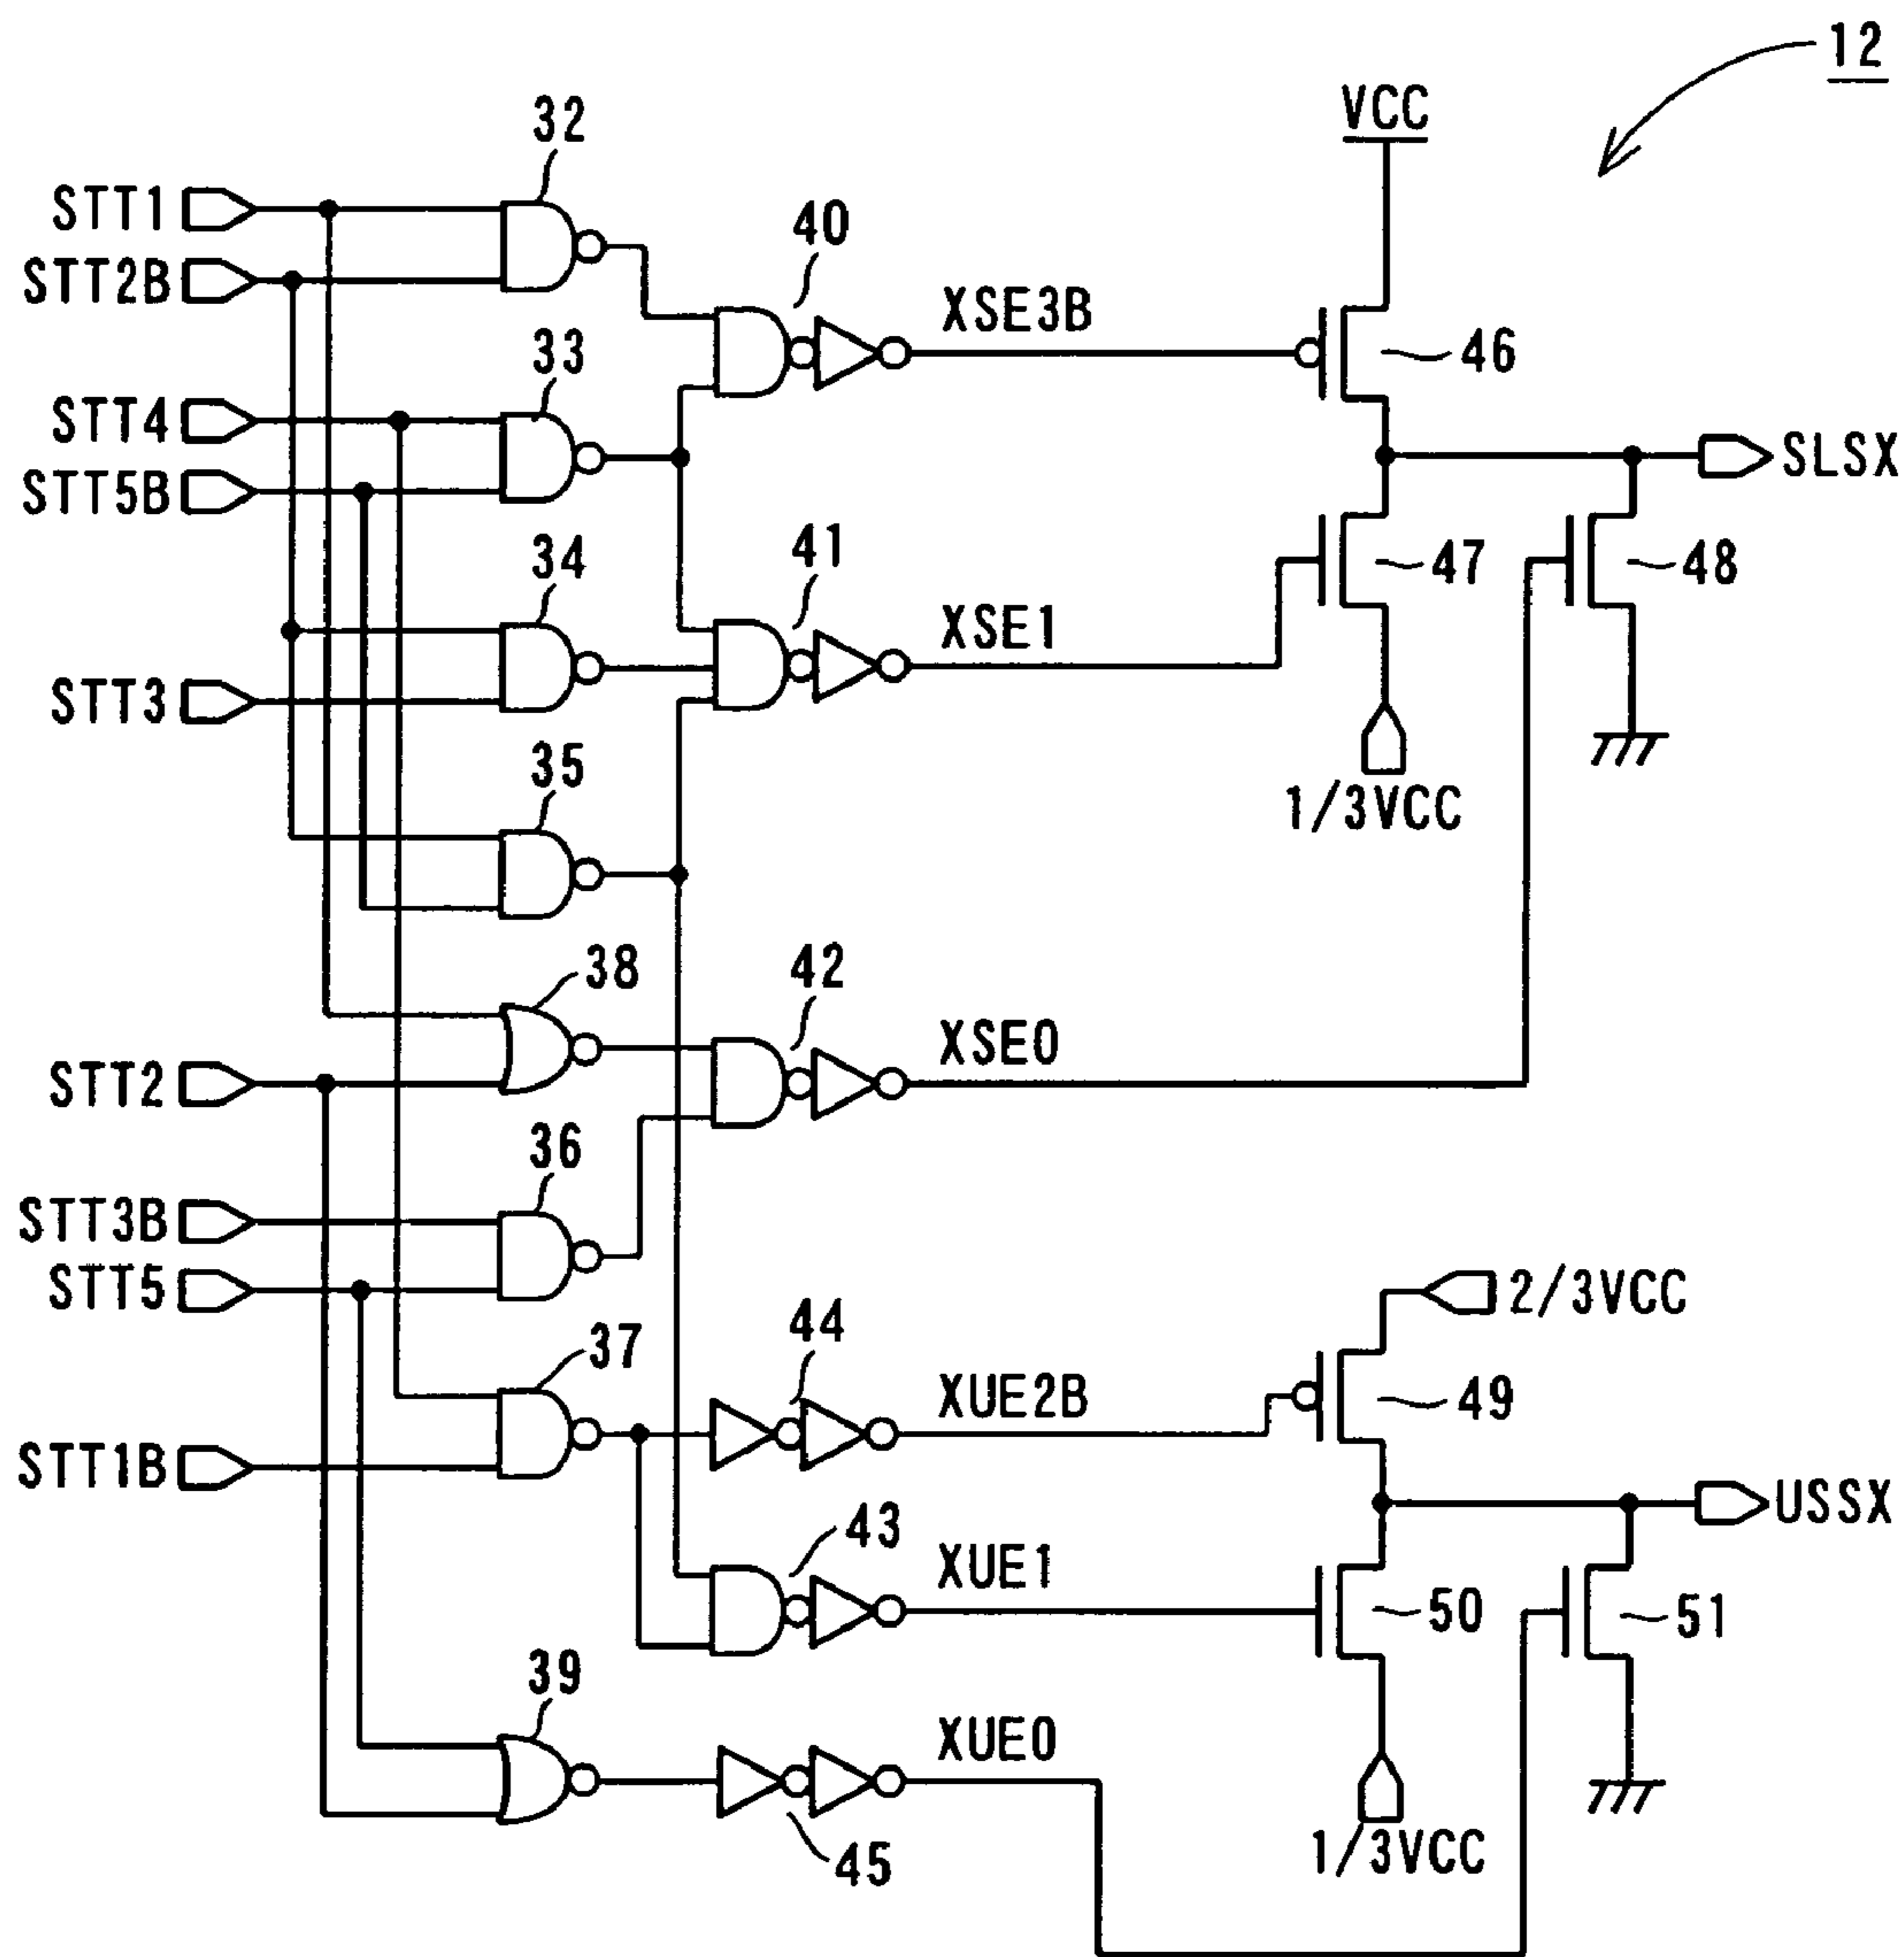 12
VCC
32
STT1
40
STT2B
XSE3B
33
46
STT4
SLSX
STT5B
34
41
47
48
XSE1
STT3
35
1/3VCC
38
42
XSE0
STT2
36
STT3B
STT5
2/3VCC
44
37
XUE2B
49
STT1B
USSX
43
XUE1
50
51
39
XUE0
1/3VCC
45